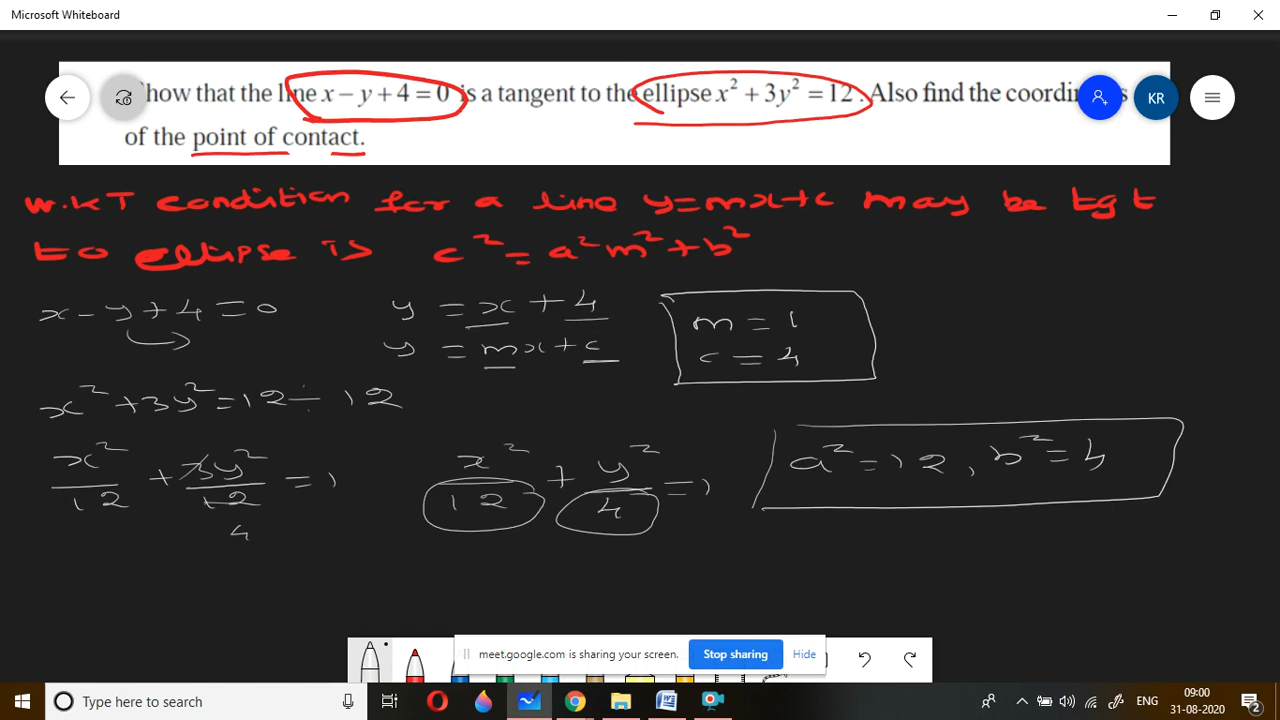 Microsoft Whiteboard
how that the line x − y + 4 = 0 is a tangent to the ellipse x² + 3y² = 12. Also find the coordin s
of the point of contact.
KR
W.KT condition for a line y=mx+c may be tgt
to ellipse is c² = a²m² + b²
x - y + 4 = 0 y = x + 4 m = 1
y = mx + c c = 4
x² + 3y² = 12 ÷ 12
x²/12 + 3y²/12 = 1 x²/12 + y²/4 = 1 a² = 12, b² = 4
4
meet.google.com is sharing your screen. Stop sharing Hide
Type here to search
ENG
09:00
31-08-2020
2